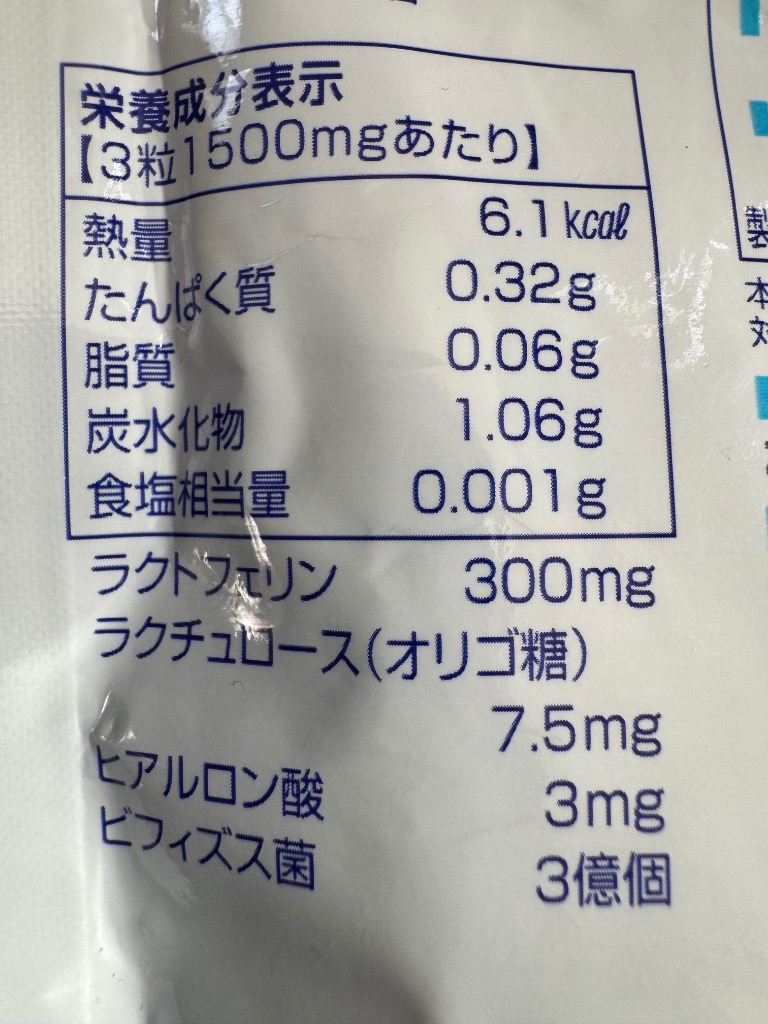 栄養成分表示
【3粒1500mgあたり】
熱量 6.1kcal
たんぱく質 0.32g
脂質 0.06g
炭水化物 1.06g
食塩相当量 0.001g
ラクトフェリン 300mg
ラクチュロース(オリゴ糖)
7.5mg
ヒアルロン酸 3mg
ビフィズス菌 3億個
製
本
対